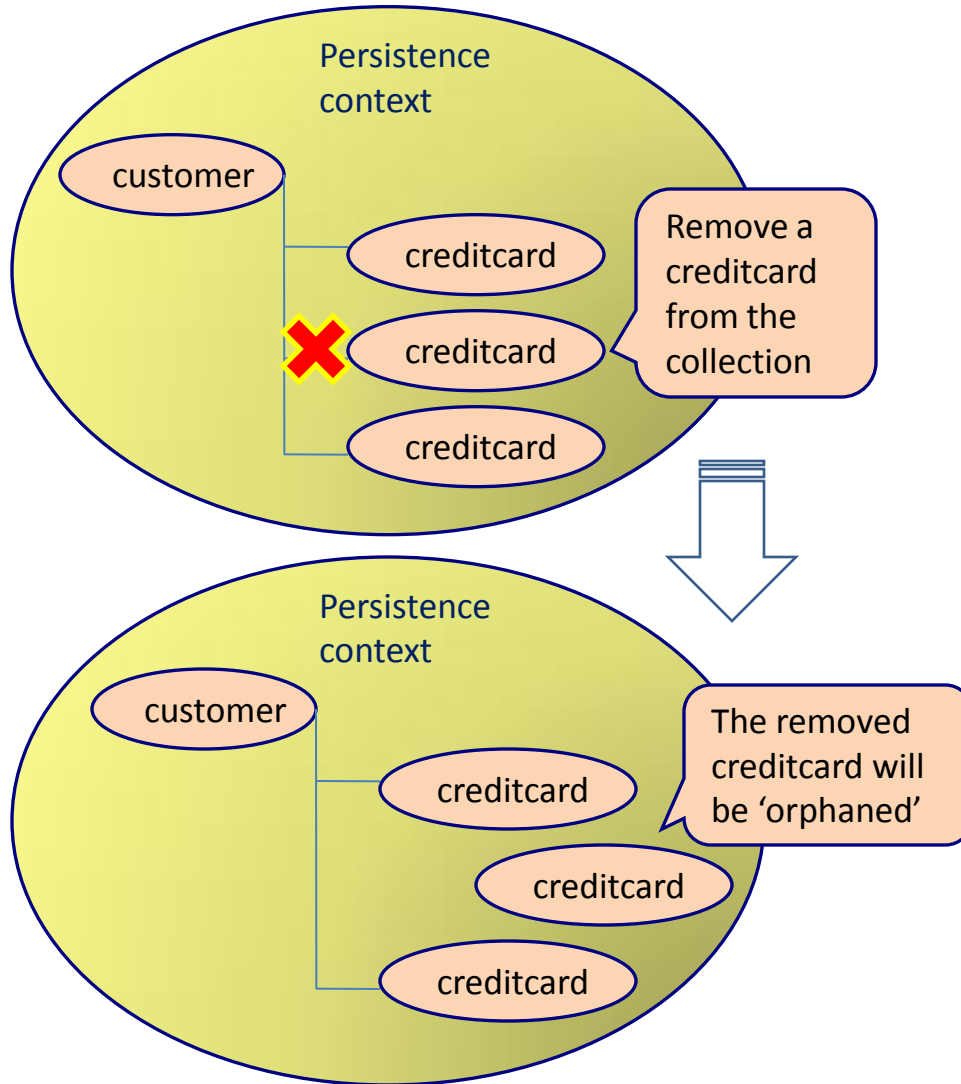 Persistence
context
customer
creditcard
creditcard
creditcard
Remove a
creditcard
from the
collection
Persistence
context
customer
creditcard
creditcard
creditcard
The removed
creditcard will
be ‘orphaned’